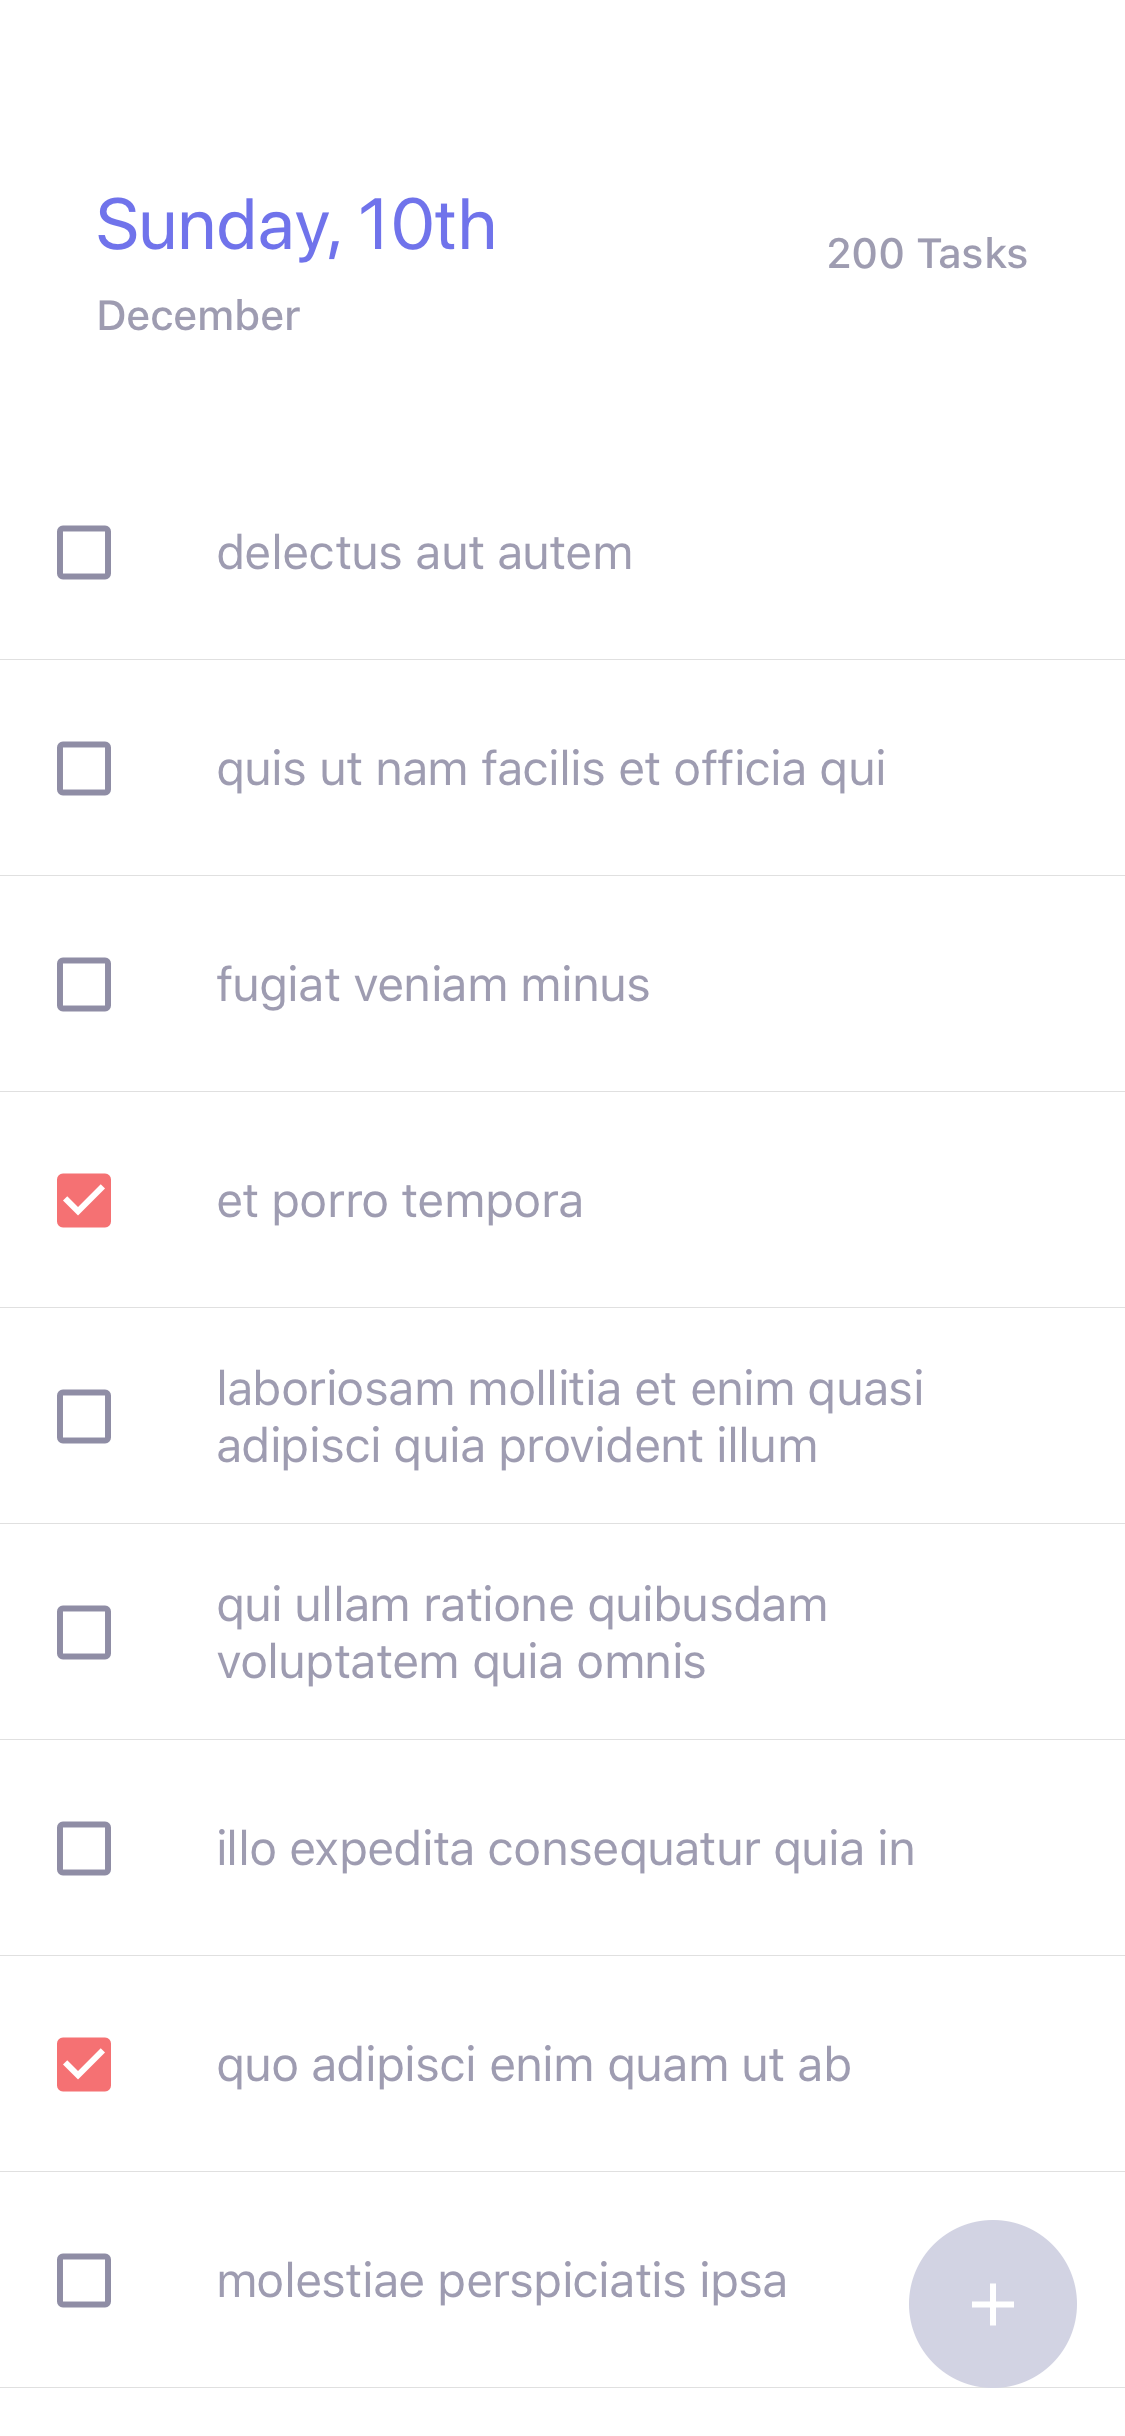 Sunday, 10th
200 Tasks
December
delectus aut autem
quis ut nam facilis et officia qui
fugiat veniam minus
et porro tempora
laboriosam mollitia et enim quasi
adipisci quia provident illum
qui ullam ratione quibusdam
voluptatem quia omnis
illo expedita consequatur quia in
quo adipisci enim quam ut ab
molestiae perspiciatis ipsa